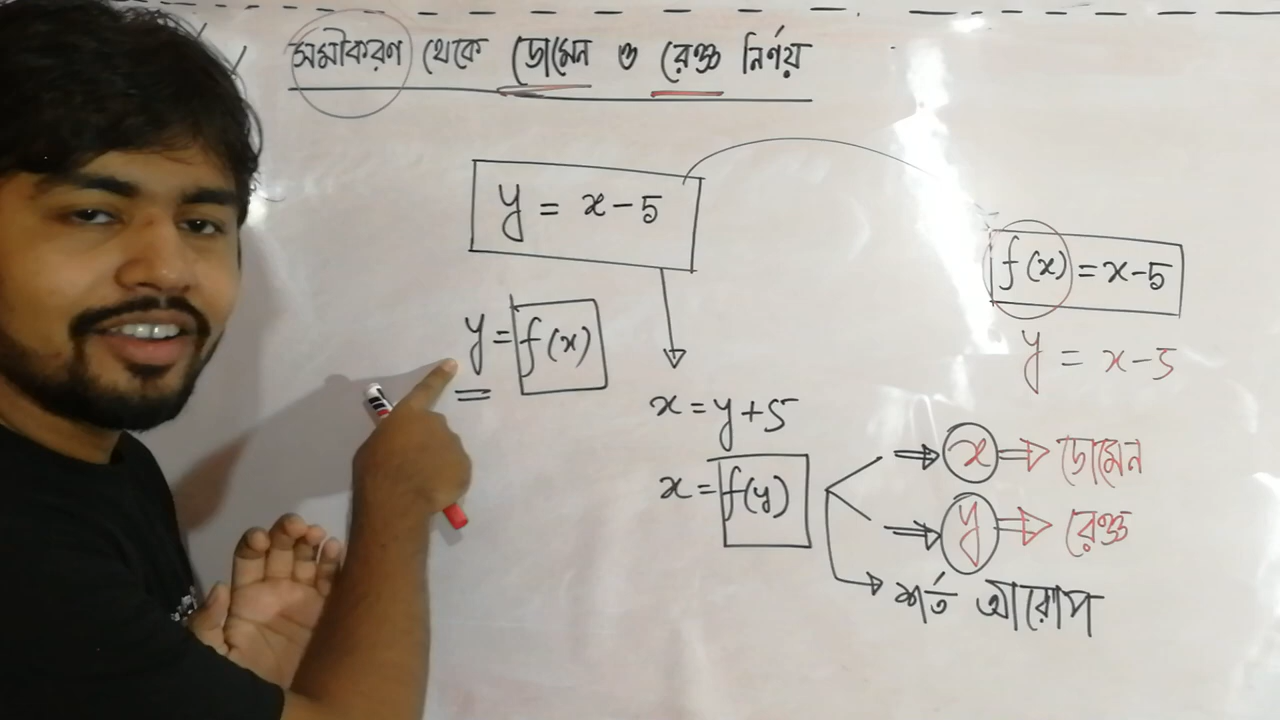 সমীকরণ থেকে ডোমেন ও রেঞ্জ নির্ণয়
y = x-5
f(x) = x-5
y = f(x)
y = x-5
x = y+5
x = f(y)
⇒ x ⇒ ডোমেন
⇒ y ⇒ রেঞ্জ
→ শর্ত আরোপ